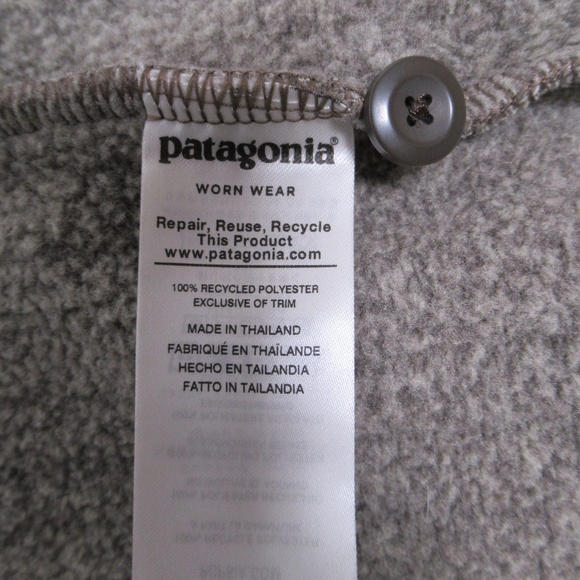 patagonia®
WORN WEAR
Repair, Reuse, Recycle
This Product
www.patagonia.com
100% RECYCLED POLYESTER
EXCLUSIVE OF TRIM
MADE IN THAILAND
FABRIQUÉ EN THAÏLANDE
HECHO EN TAILANDIA
FATTO IN TAILANDIA